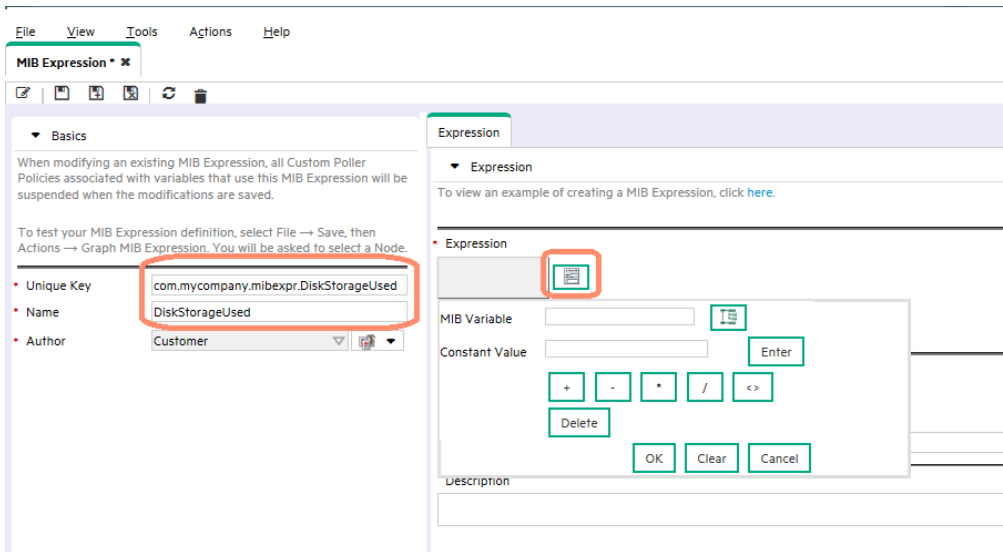 File View Tools Actions Help
MIB Expression * ✖
Basics
When modifying an existing MIB Expression, all Custom Poller
Policies associated with variables that use this MIB Expression will be
suspended when the modifications are saved.
To test your MIB Expression definition, select File → Save, then
Actions → Graph MIB Expression. You will be asked to select a Node.
* Unique Key com.mycompany.mibexpr.DiskStorageUsed
* Name DiskStorageUsed
* Author Customer
Expression
Expression
To view an example of creating a MIB Expression, click here.
* Expression
MIB Variable
Constant Value Enter
+ - * / <>
Delete
OK Clear Cancel
Description